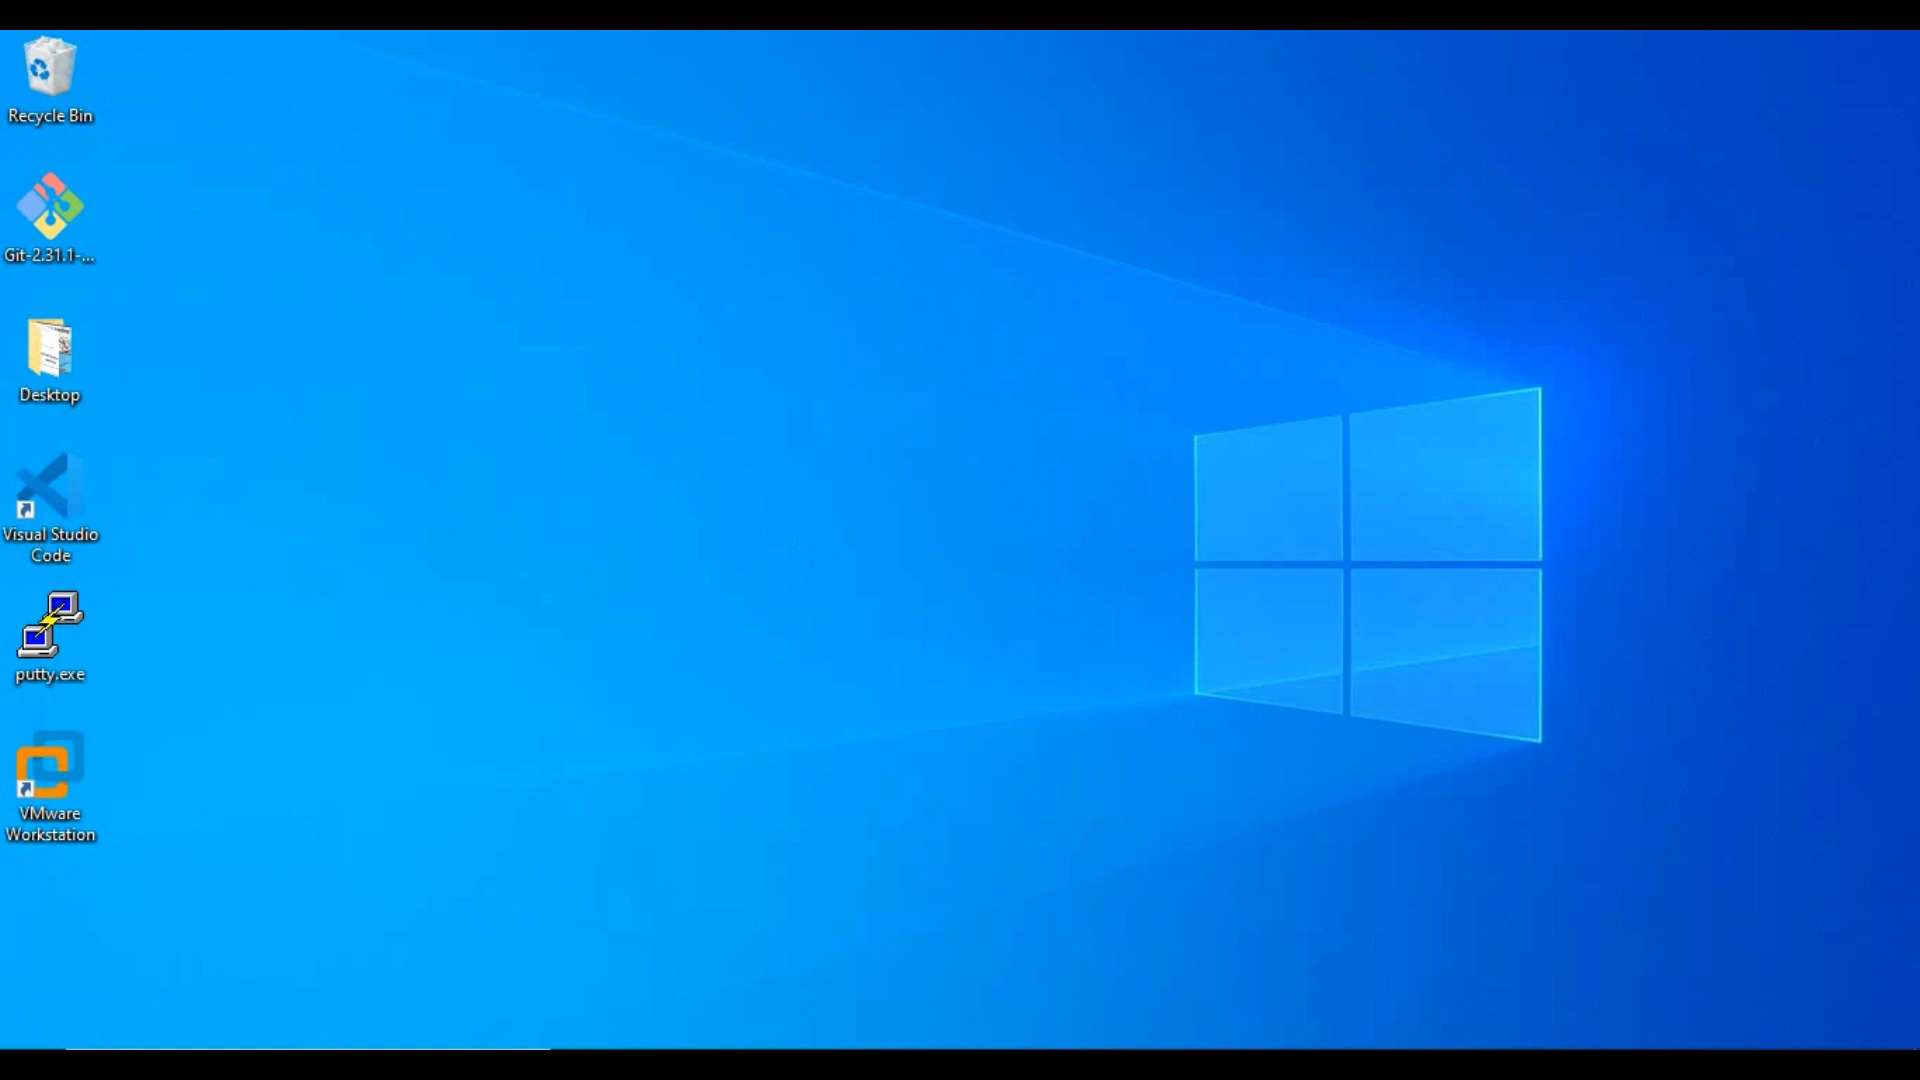 Recycle Bin
Git-2.31.1-...
Desktop
Visual Studio
Code
putty.exe
VMware
Workstation